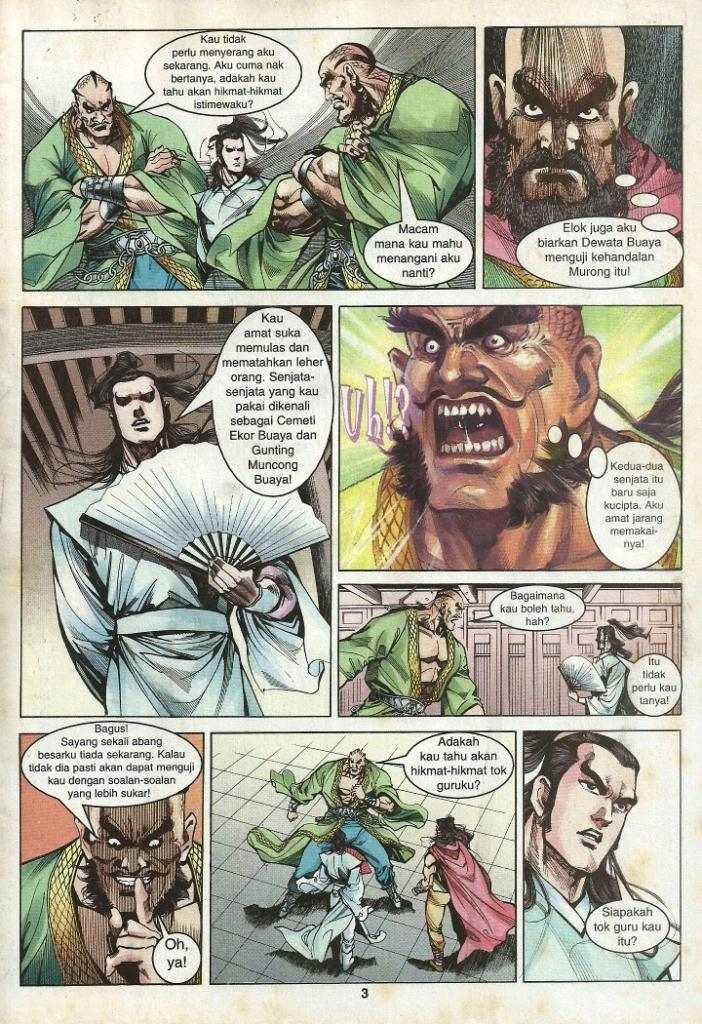 Kau tidak
perlu menyerang aku
sekarang. Aku cuma nak
bertanya, adakah kau
tahu akan hikmat-hikmat
istimewaku?
Macam
mana kau mahu
menangani aku
nanti?
Elok juga aku
biarkan Dewata Buaya
menguji kehandalan
Murong itu!
Kau
amat suka
memulas dan
mematahkan leher
orang. Senjata-
senjata yang kau
pakai dikenali
sebagai Cemeti
Ekor Buaya dan
Gunting
Muncong
Buaya!
Uh!?
Kedua-dua
senjata itu
baru saja
kucipta. Aku
amat jarang
memakai-
nya!
Bagaimana
kau boleh tahu,
hah?
Itu
tidak
perlu kau
tanya!
Bagus!
Sayang sekali abang
besarku tiada sekarang. Kalau
tidak dia pasti akan dapat menguji
kau dengan soalan-soalan
yang lebih sukar!
Oh,
ya!
Adakah
kau tahu akan
hikmat-hikmat tok
guruku?
Siapakah
tok guru kau
itu?
3